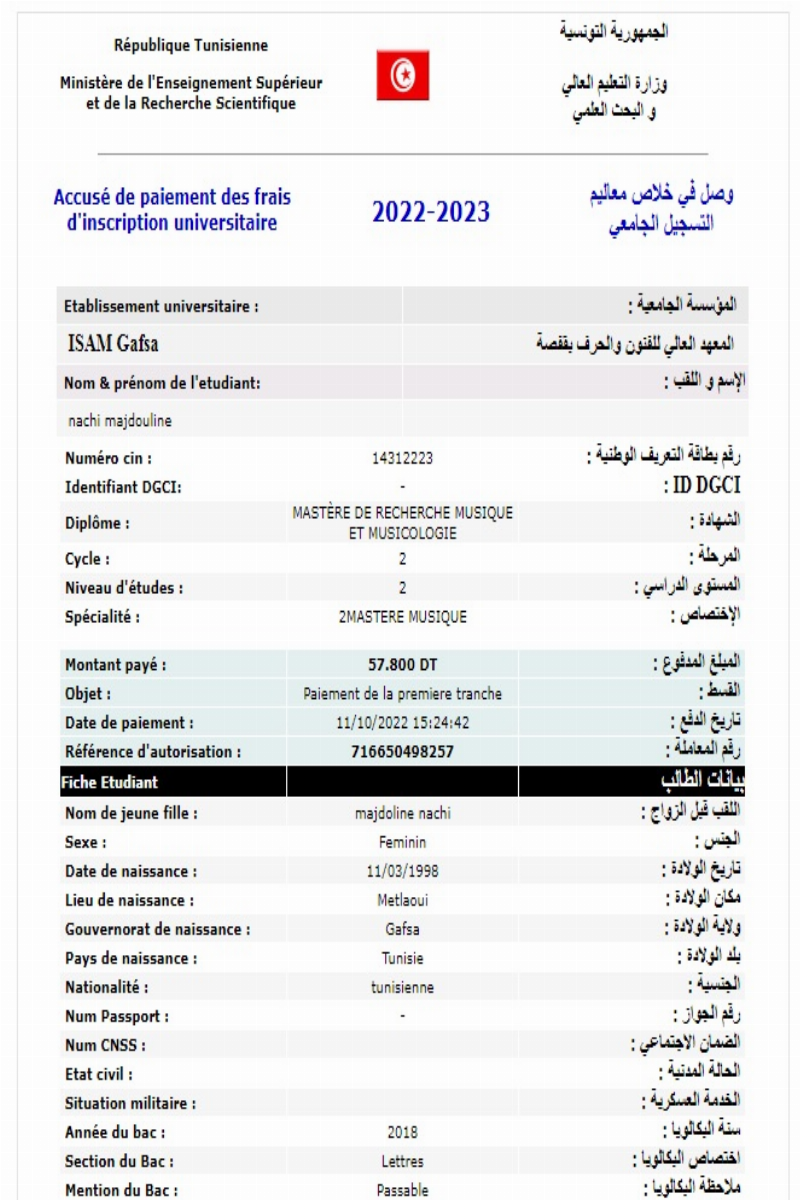 République Tunisienne
الجمهورية التونسية
Ministère de l'Enseignement Supérieur
et de la Recherche Scientifique
وزارة التعليم العالي
و البحث العلمي
Accusé de paiement des frais
d'inscription universitaire
2022-2023
وصل في خلاص معاليم
التسجيل الجامعي
Etablissement universitaire : المؤسسة الجامعية :
ISAM Gafsa المعهد العالي للفنون والحرف بقفصة
Nom & prénom de l'etudiant: الإسم و اللقب :
nachi majdouline
Numéro cin : 14312223 رقم بطاقة التعريف الوطنية :
Identifiant DGCI: - ID DGCI :
Diplôme : MASTÈRE DE RECHERCHE MUSIQUE ET MUSICOLOGIE الشهادة :
Cycle : 2 المرحلة :
Niveau d'études : 2 المستوى الدراسي :
Spécialité : 2MASTERE MUSIQUE الإختصاص :
Montant payé : 57.800 DT المبلغ المدفوع :
Objet : Paiement de la premiere tranche القسط :
Date de paiement : 11/10/2022 15:24:42 تاريخ الدفع :
Référence d'autorisation : 716650498257 رقم المعاملة :
Fiche Etudiant بيانات الطالب
Nom de jeune fille : majdoline nachi اللقب قبل الزواج :
Sexe : Feminin الجنس :
Date de naissance : 11/03/1998 تاريخ الولادة :
Lieu de naissance : Metlaoui مكان الولادة :
Gouvernorat de naissance : Gafsa ولاية الولادة :
Pays de naissance : Tunisie بلد الولادة :
Nationalité : tunisienne الجنسية :
Num Passport : - رقم الجواز :
Num CNSS : الضمان الاجتماعي :
Etat civil : الحالة المدنية :
Situation militaire : الخدمة العسكرية :
Année du bac : 2018 سنة البكالويا :
Section du Bac : Lettres اختصاص البكالويا :
Mention du Bac : Passable ملاحظة البكالويا :